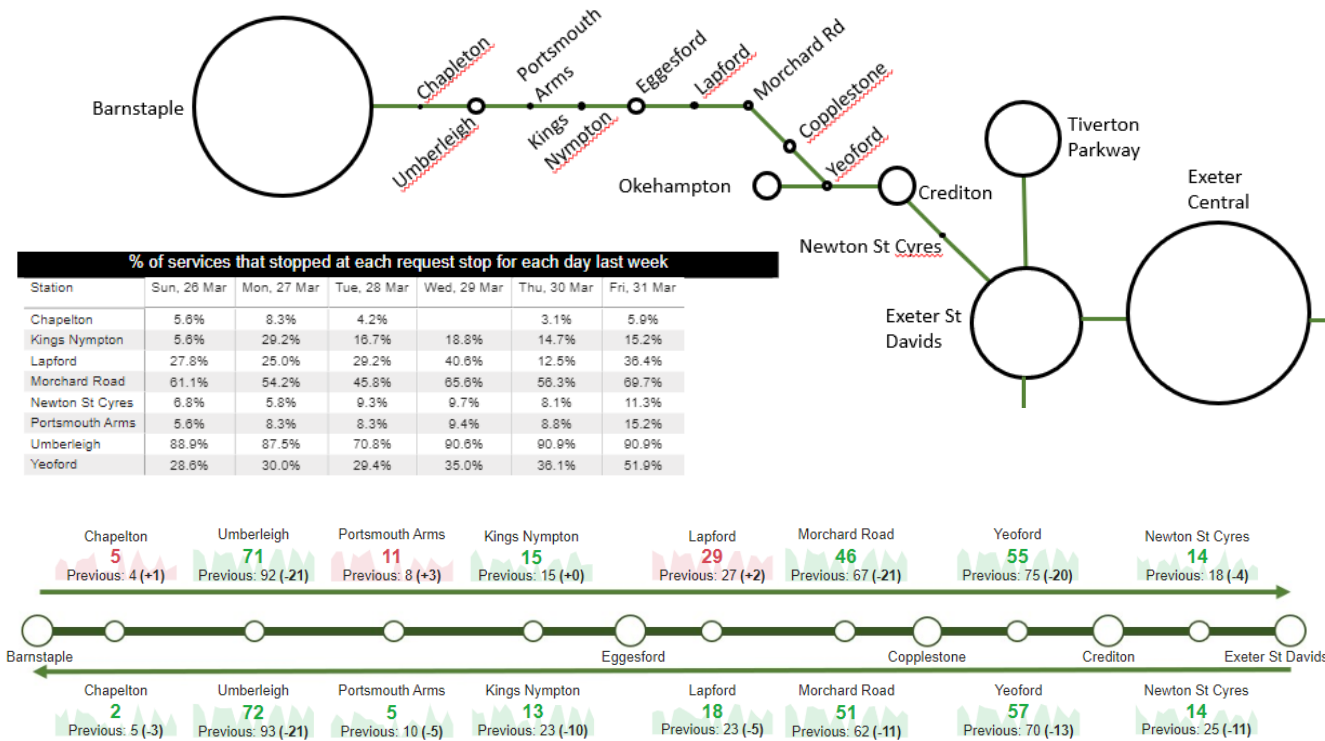 Barnstaple
Chapleton
Umberleigh
Portsmouth
Arms
Kings
Nympton
Eggesford
Lapford
Morchard Rd
Copplestone
Yeoford
Okehampton
Crediton
Newton St Cyres
Tiverton
Parkway
Exeter
Central
Exeter St
Davids
% of services that stopped at each request stop for each day last week
Station Sun, 26 Mar Mon, 27 Mar Tue, 28 Mar Wed, 29 Mar Thu, 30 Mar Fri, 31 Mar
Chapelton 5.6% 8.3% 4.2% 3.1% 5.9%
Kings Nympton 5.6% 29.2% 16.7% 18.8% 14.7% 15.2%
Lapford 27.8% 25.0% 29.2% 40.6% 12.5% 36.4%
Morchard Road 61.1% 54.2% 45.8% 65.6% 56.3% 69.7%
Newton St Cyres 6.8% 5.8% 9.3% 9.7% 8.1% 11.3%
Portsmouth Arms 5.6% 8.3% 8.3% 9.4% 8.8% 15.2%
Umberleigh 88.9% 87.5% 70.8% 90.6% 90.9% 90.9%
Yeoford 28.6% 30.0% 29.4% 35.0% 36.1% 51.9%
Chapelton Umberleigh Portsmouth Arms Kings Nympton Lapford Morchard Road Yeoford Newton St Cyres
5 71 11 15 29 46 55 14
Previous: 4 (+1) Previous: 92 (-21) Previous: 8 (+3) Previous: 15 (+0) Previous: 27 (+2) Previous: 67 (-21) Previous: 75 (-20) Previous: 18 (-4)
Barnstaple Eggesford Copplestone Crediton Exeter St Davids
Chapelton Umberleigh Portsmouth Arms Kings Nympton Lapford Morchard Road Yeoford Newton St Cyres
2 72 5 13 18 51 57 14
Previous: 5 (-3) Previous: 93 (-21) Previous: 10 (-5) Previous: 23 (-10) Previous: 23 (-5) Previous: 62 (-11) Previous: 70 (-13) Previous: 25 (-11)